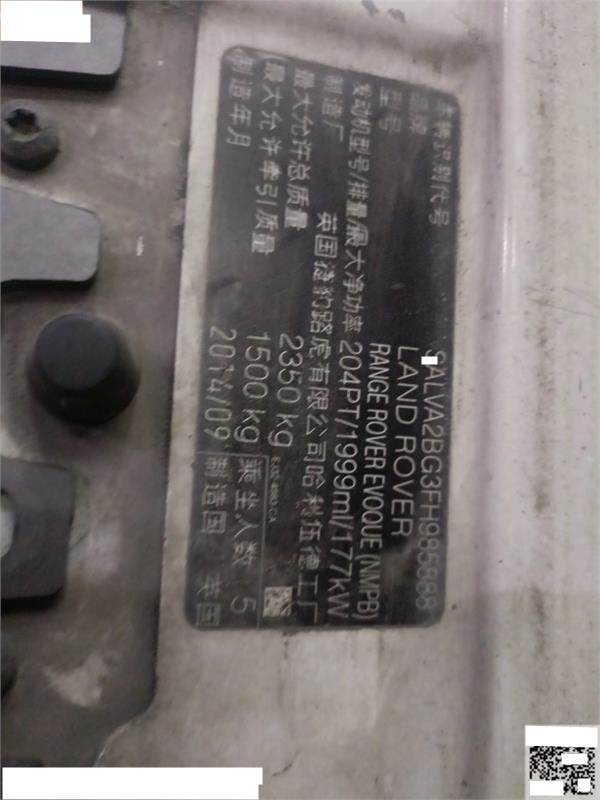 车辆识别代号 SALVA2BG3FH985888
品牌 LAND ROVER
型号 RANGE ROVER EVOQUE (NMPB)
发动机型号/排量/最大净功率 204PT/1999ml/177kW
制造厂 英国捷豹路虎有限公司哈利伍德工厂
最大允许总质量 2350 kg
最大允许牵引质量 1500 kg 乘坐人数 5
制造年月 2014/09 制造国 英国